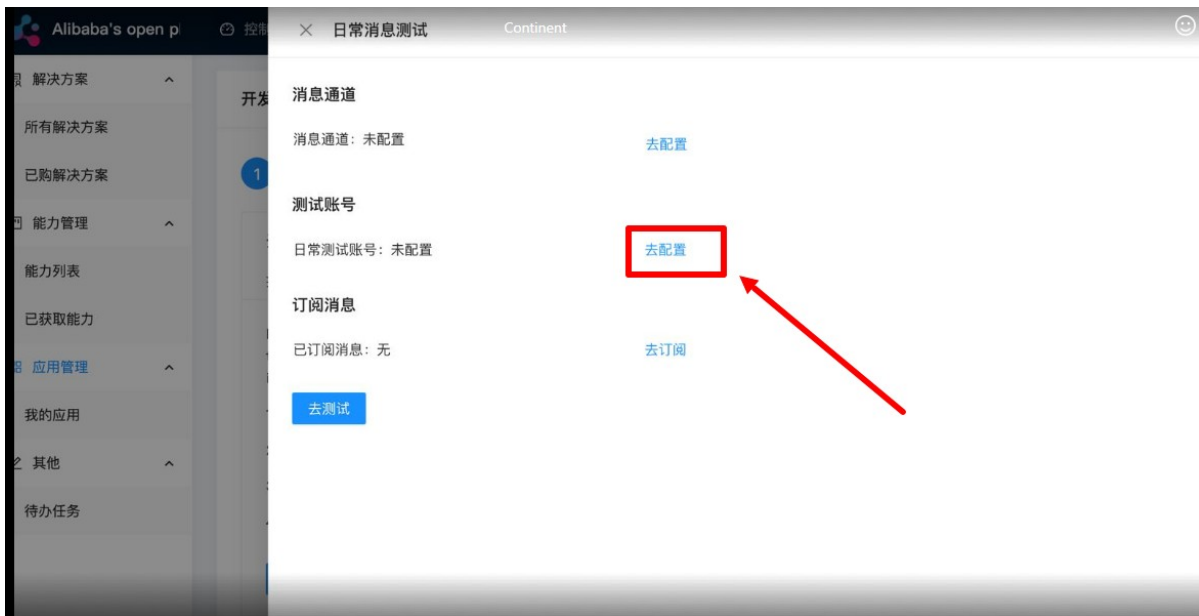 Alibaba's open pl
控制
日常消息测试
Continent
解决方案
所有解决方案
已购解决方案
能力管理
能力列表
已获取能力
应用管理
我的应用
其他
待办任务
开发
1
消息通道
消息通道：未配置
去配置
测试账号
日常测试账号：未配置
去配置
订阅消息
已订阅消息：无
去订阅
去测试